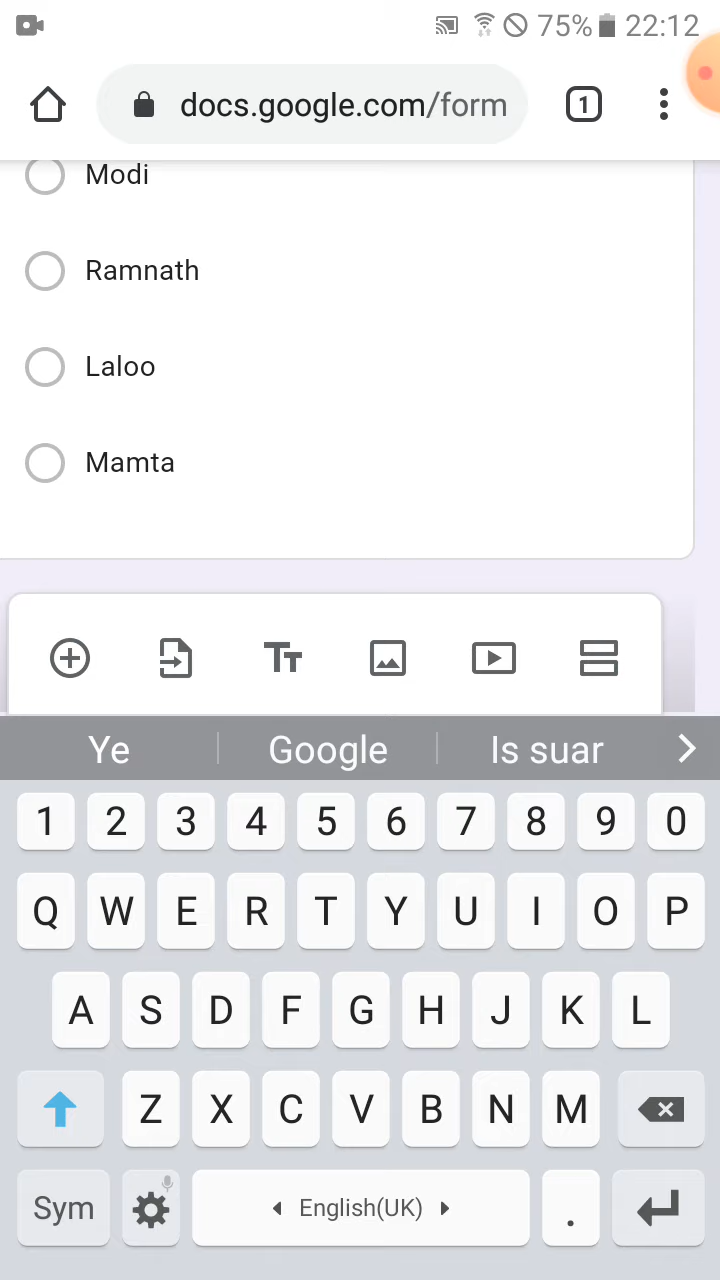 75% 22:12
docs.google.com/form 1
Modi
Ramnath
Laloo
Mamta
TT
Ye Google Is suar
1 2 3 4 5 6 7 8 9 0
Q W E R T Y U I O P
A S D F G H J K L
Z X C V B N M
Sym English(UK) .